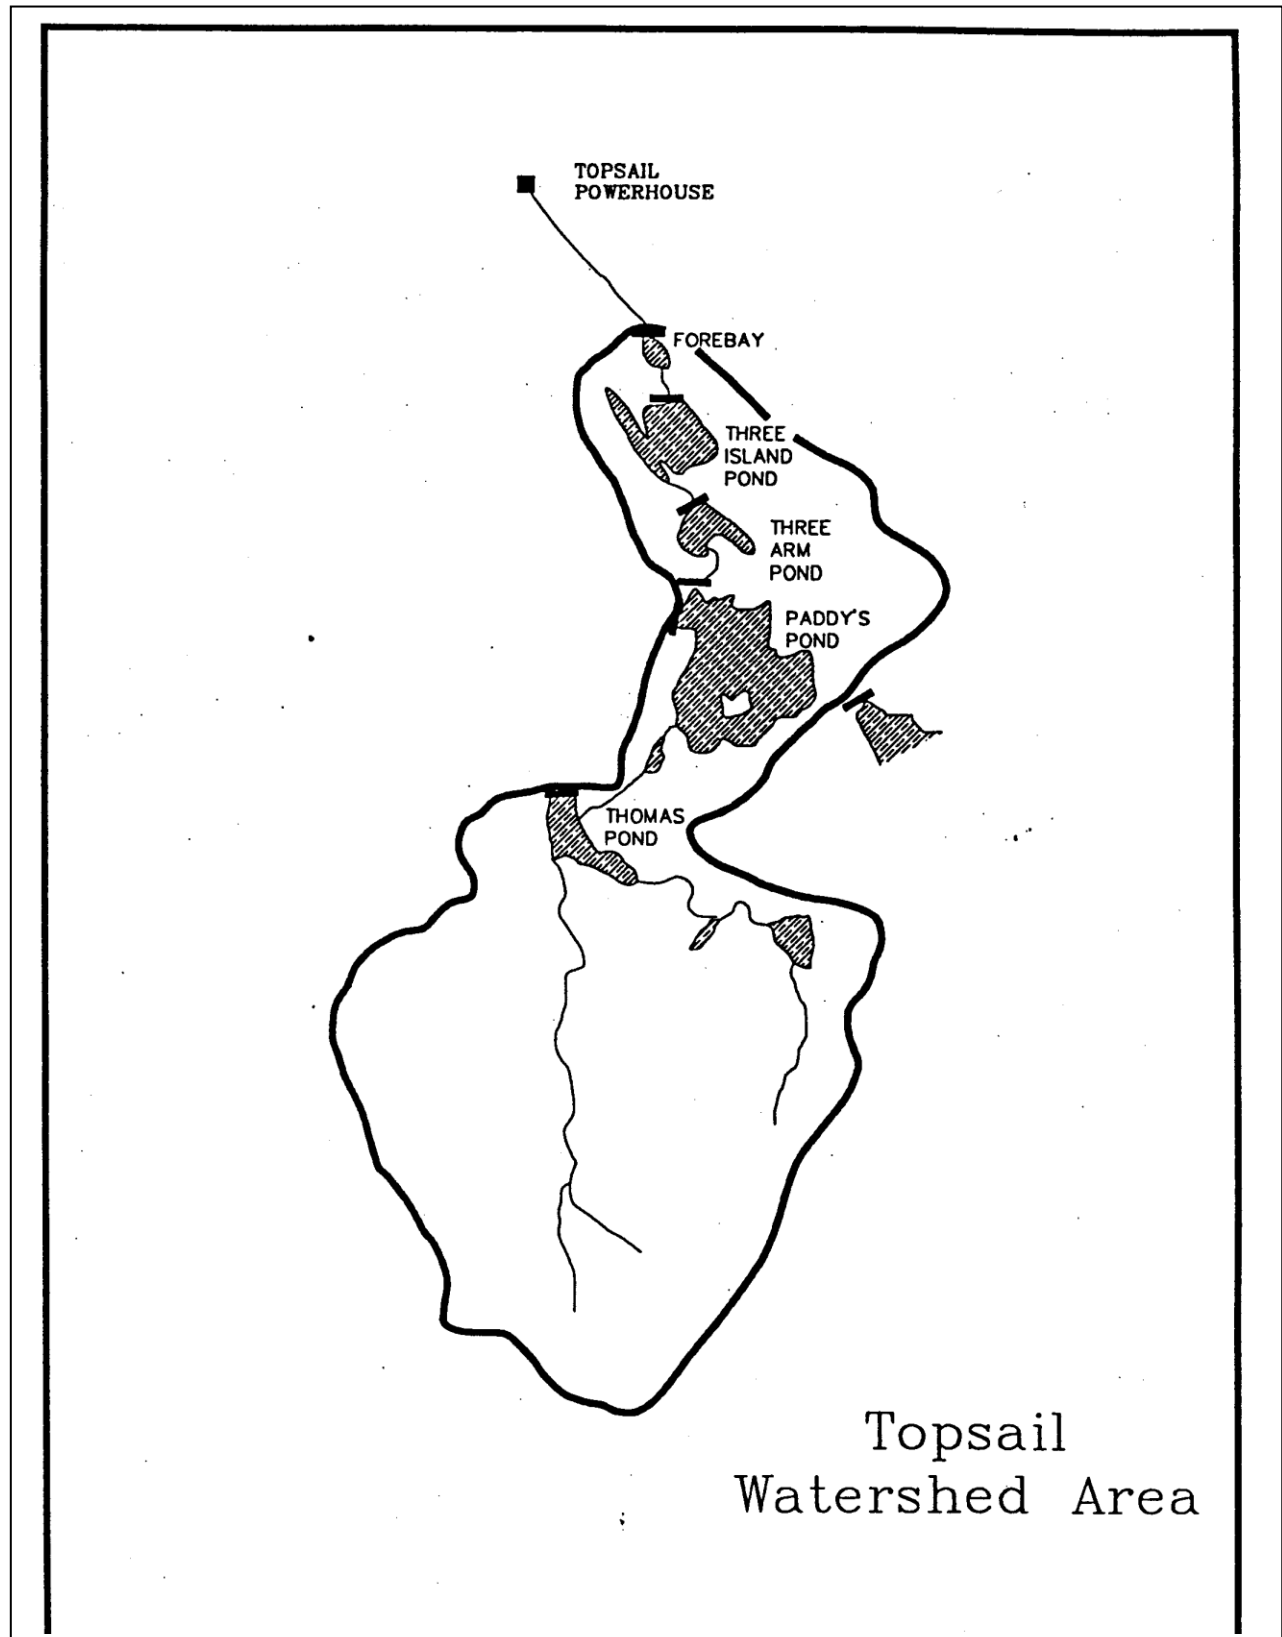 TOPSAIL
POWERHOUSE
FOREBAY
THREE
ISLAND
POND
THREE
ARM
POND
PADDY'S
POND
THOMAS
POND
Topsail
Watershed Area